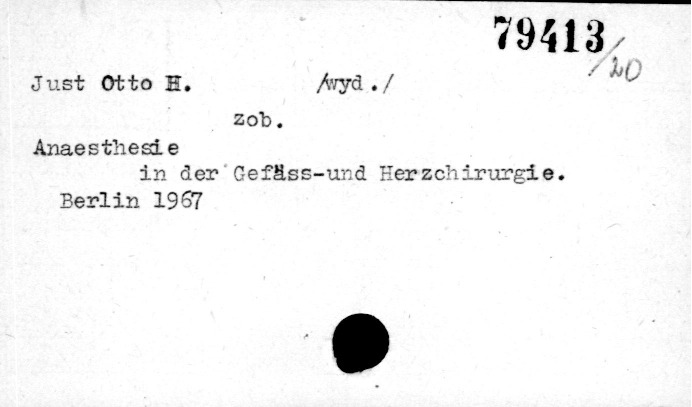 79413/20
Just Otto H. /wyd./
zob.
Anaesthesie
in der Gefäss-und Herzchirurgie.
Berlin 1967